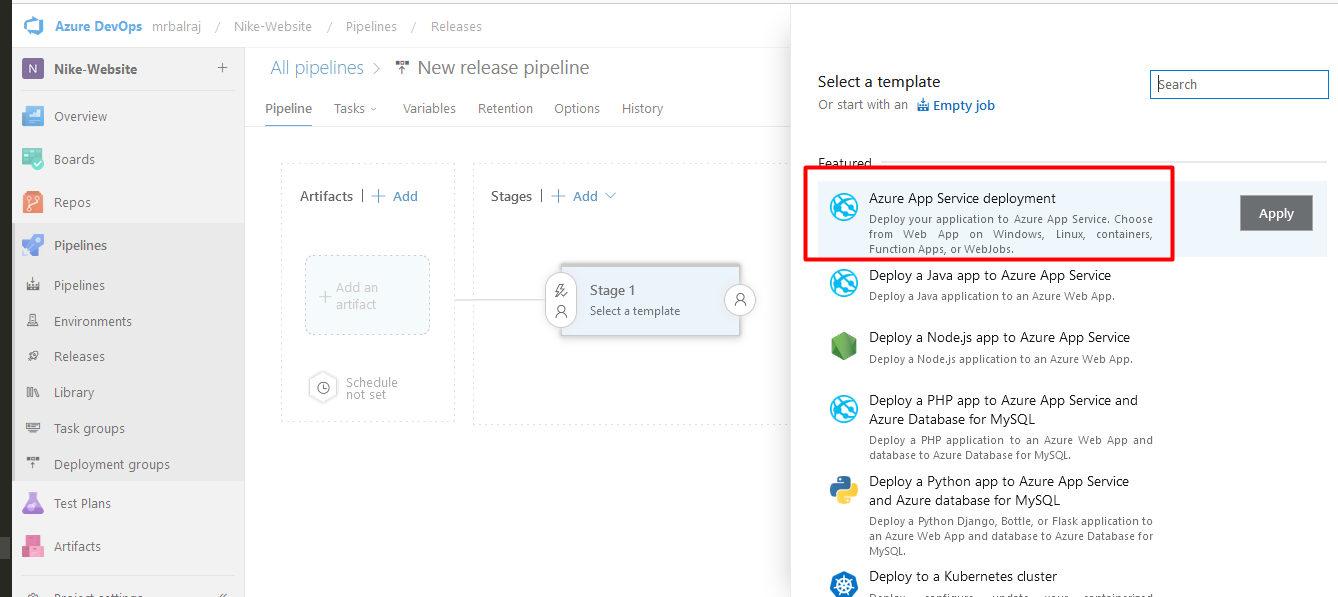 Azure DevOps mrbalraj / Nike-Website / Pipelines / Releases
N Nike-Website +
Overview
Boards
Repos
Pipelines
Pipelines
Environments
Releases
Library
Task groups
Deployment groups
Test Plans
Artifacts
Project settings
All pipelines > New release pipeline
Pipeline Tasks Variables Retention Options History
Artifacts | + Add
Stages | + Add
+ Add an
artifact
Schedule
not set
Stage 1
Select a template
Select a template
Or start with an Empty job
Search
Featured
Azure App Service deployment
Deploy your application to Azure App Service. Choose
from Web App on Windows, Linux, containers,
Function Apps, or WebJobs.
Apply
Deploy a Java app to Azure App Service
Deploy a Java application to an Azure Web App.
Deploy a Node.js app to Azure App Service
Deploy a Node.js application to an Azure Web App.
Deploy a PHP app to Azure App Service and
Azure Database for MySQL
Deploy a PHP application to an Azure Web App and
database to Azure Database for MySQL.
Deploy a Python app to Azure App Service
and Azure database for MySQL
Deploy a Python Django, Bottle, or Flask application to
an Azure Web App and database to Azure Database for
MySQL.
Deploy to a Kubernetes cluster
Deploy, configure, update your containerized